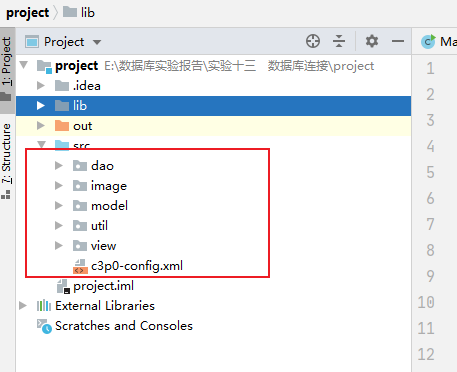 project lib
Project
Ma
1: Project
7: Structure
project E:\数据库实验报告\实验十三 数据库连接\project
.idea
lib
out
src
dao
image
model
util
view
c3p0-config.xml
project.iml
External Libraries
Scratches and Consoles
1
2
3
4
5
6
7
8
9
10
11
12